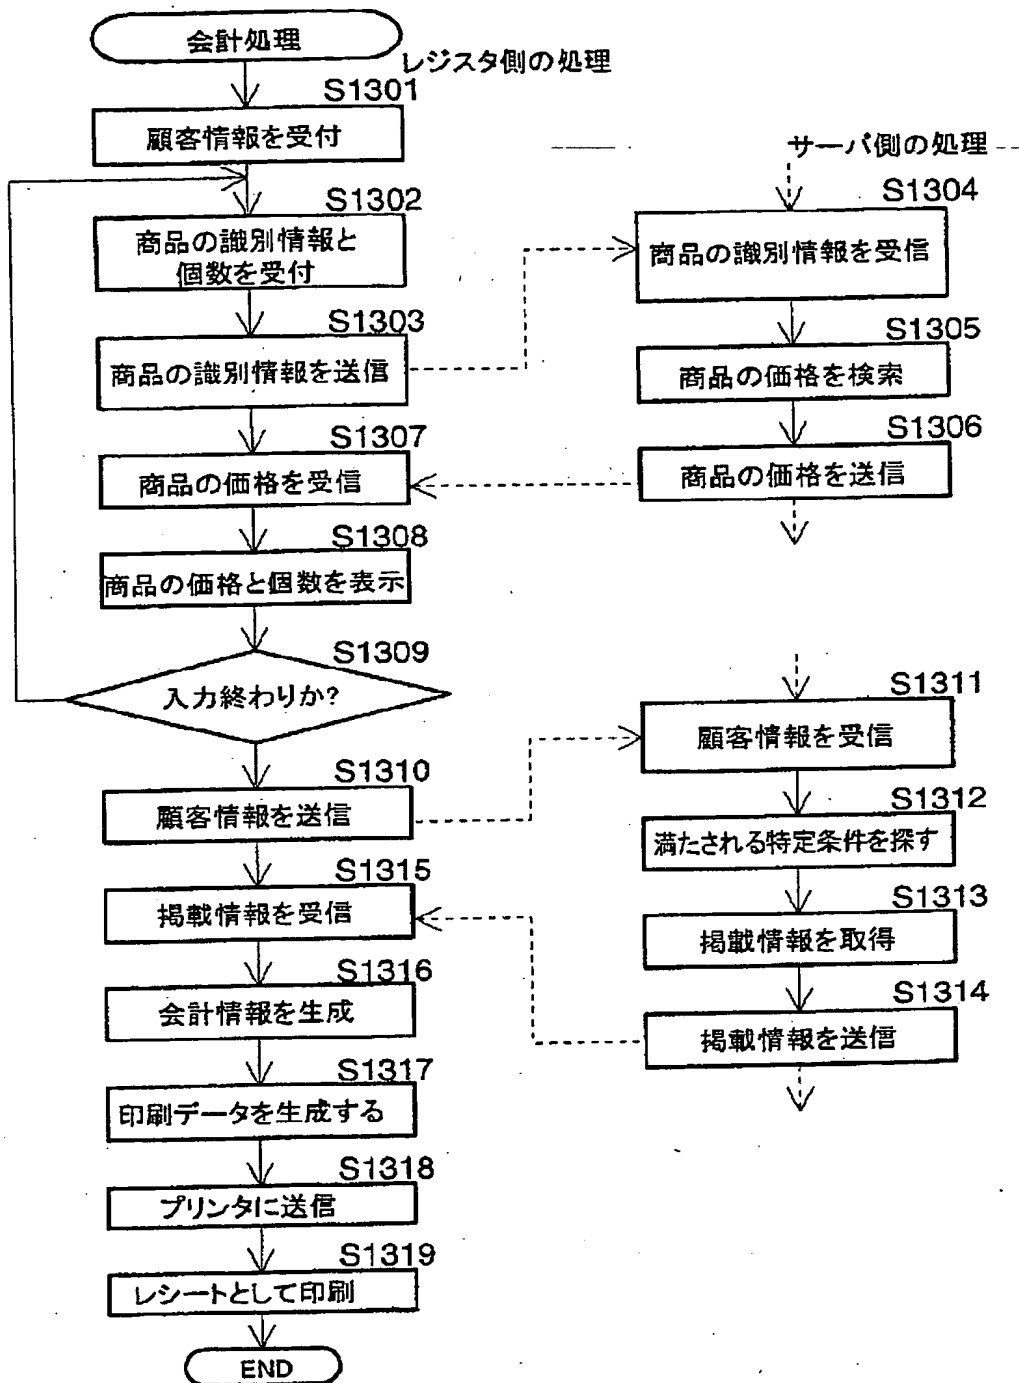 会計処理
レジスタ側の処理
S1301
顧客情報を受付
サーバ側の処理
S1302
商品の識別情報と
個数を受付
S1304
商品の識別情報を受信
S1303
商品の識別情報を送信
S1305
商品の価格を検索
S1307
商品の価格を受信
S1306
商品の価格を送信
S1308
商品の価格と個数を表示
S1309
入力終わりか?
S1311
顧客情報を受信
S1310
顧客情報を送信
S1312
満たされる特定条件を探す
S1315
掲載情報を受信
S1313
掲載情報を取得
S1316
会計情報を生成
S1314
掲載情報を送信
S1317
印刷データを生成する
S1318
プリンタに送信
S1319
レシートとして印刷
END